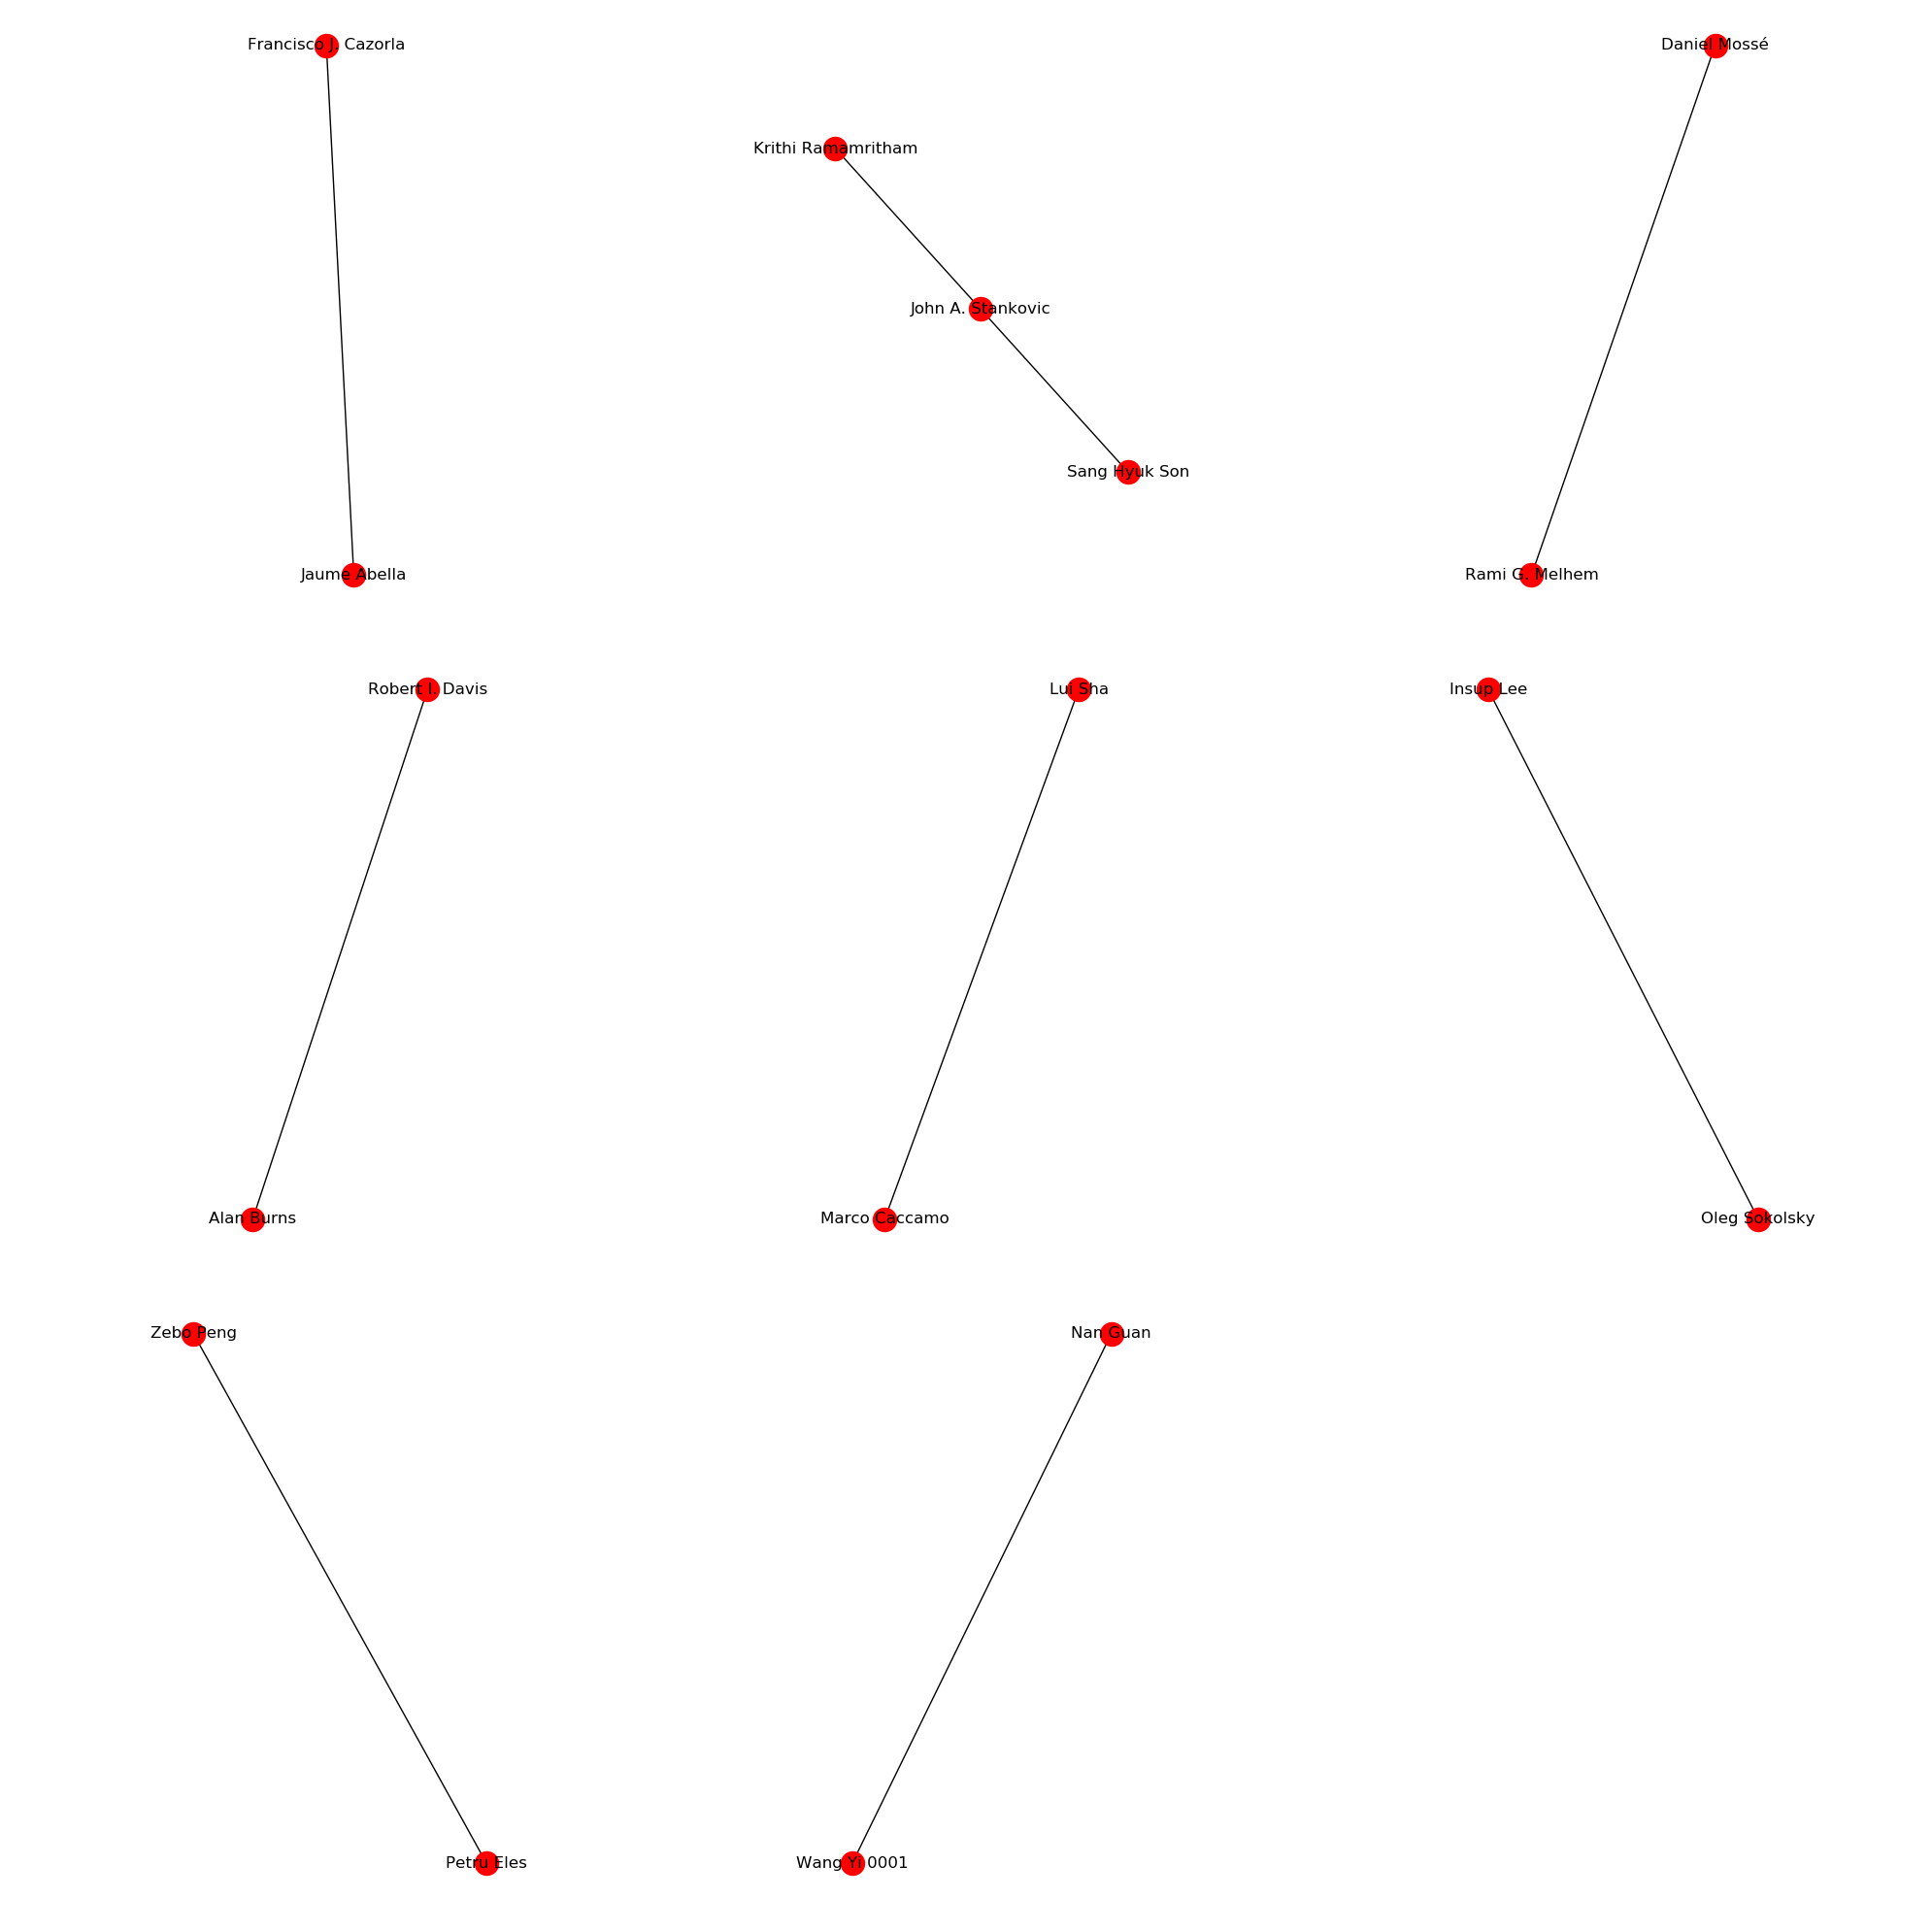 Francisco J. Cazorla
Daniel Mossé
Krithi Ramamritham
John A. Stankovic
Sang Hyuk Son
Jaume Abella
Rami G. Melhem
Robert I. Davis
Lui Sha
Insup Lee
Alan Burns
Marco Caccamo
Oleg Sokolsky
Zebo Peng
Nan Guan
Petru Eles
Wang Yi 0001